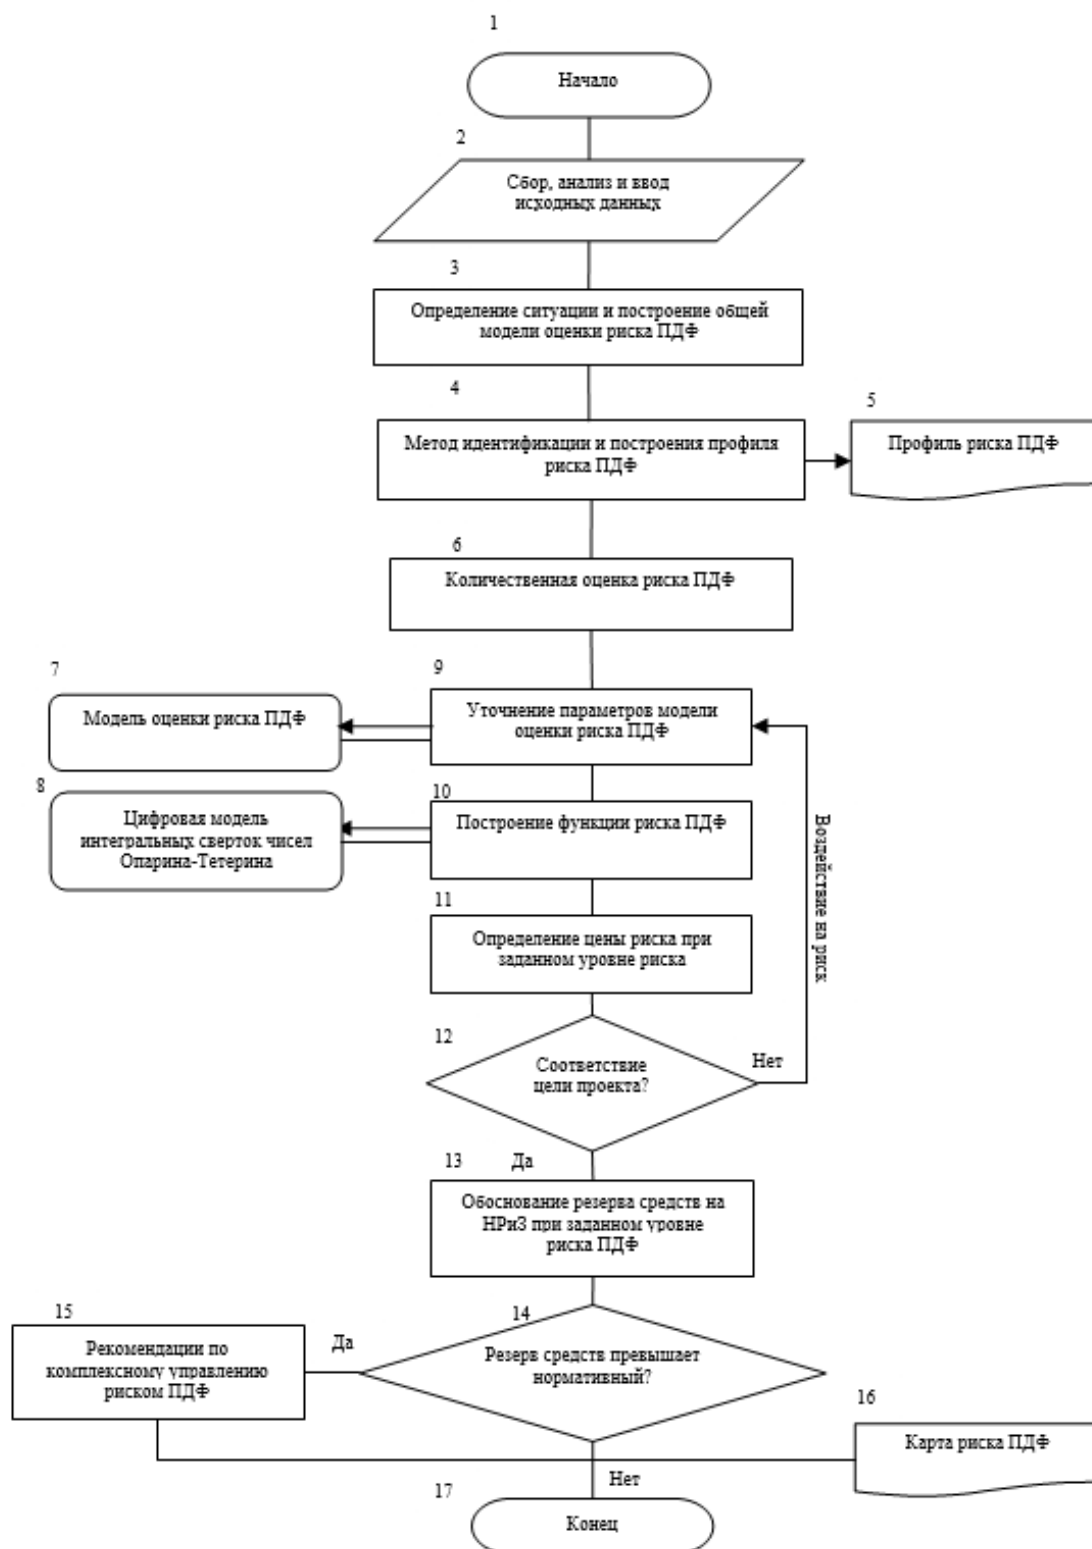 1
Начало
2
Сбор, анализ и ввод
исходных данных
3
Определение ситуации и построение общей
модели оценки риска ПДФ
4
Метод идентификации и построения профиля
риска ПДФ
5
Профиль риска ПДФ
6
Количественная оценка риска ПДФ
7
Модель оценки риска ПДФ
9
Уточнение параметров модели
оценки риска ПДФ
8
Цифровая модель
интегральных сверток чисел
Опарина-Тетерина
10
Построение функции риска ПДФ
Воздействие на риск
11
Определение цены риска при
заданном уровне риска
12
Соответствие
цели проекта?
Нет
13
Да
Обоснование резерва средств на
НРиЗ при заданном уровне
риска ПДФ
14
Резерв средств превышает
нормативный?
15
Да
Рекомендации по
комплексному управлению
риском ПДФ
16
Карта риска ПДФ
Нет
17
Конец